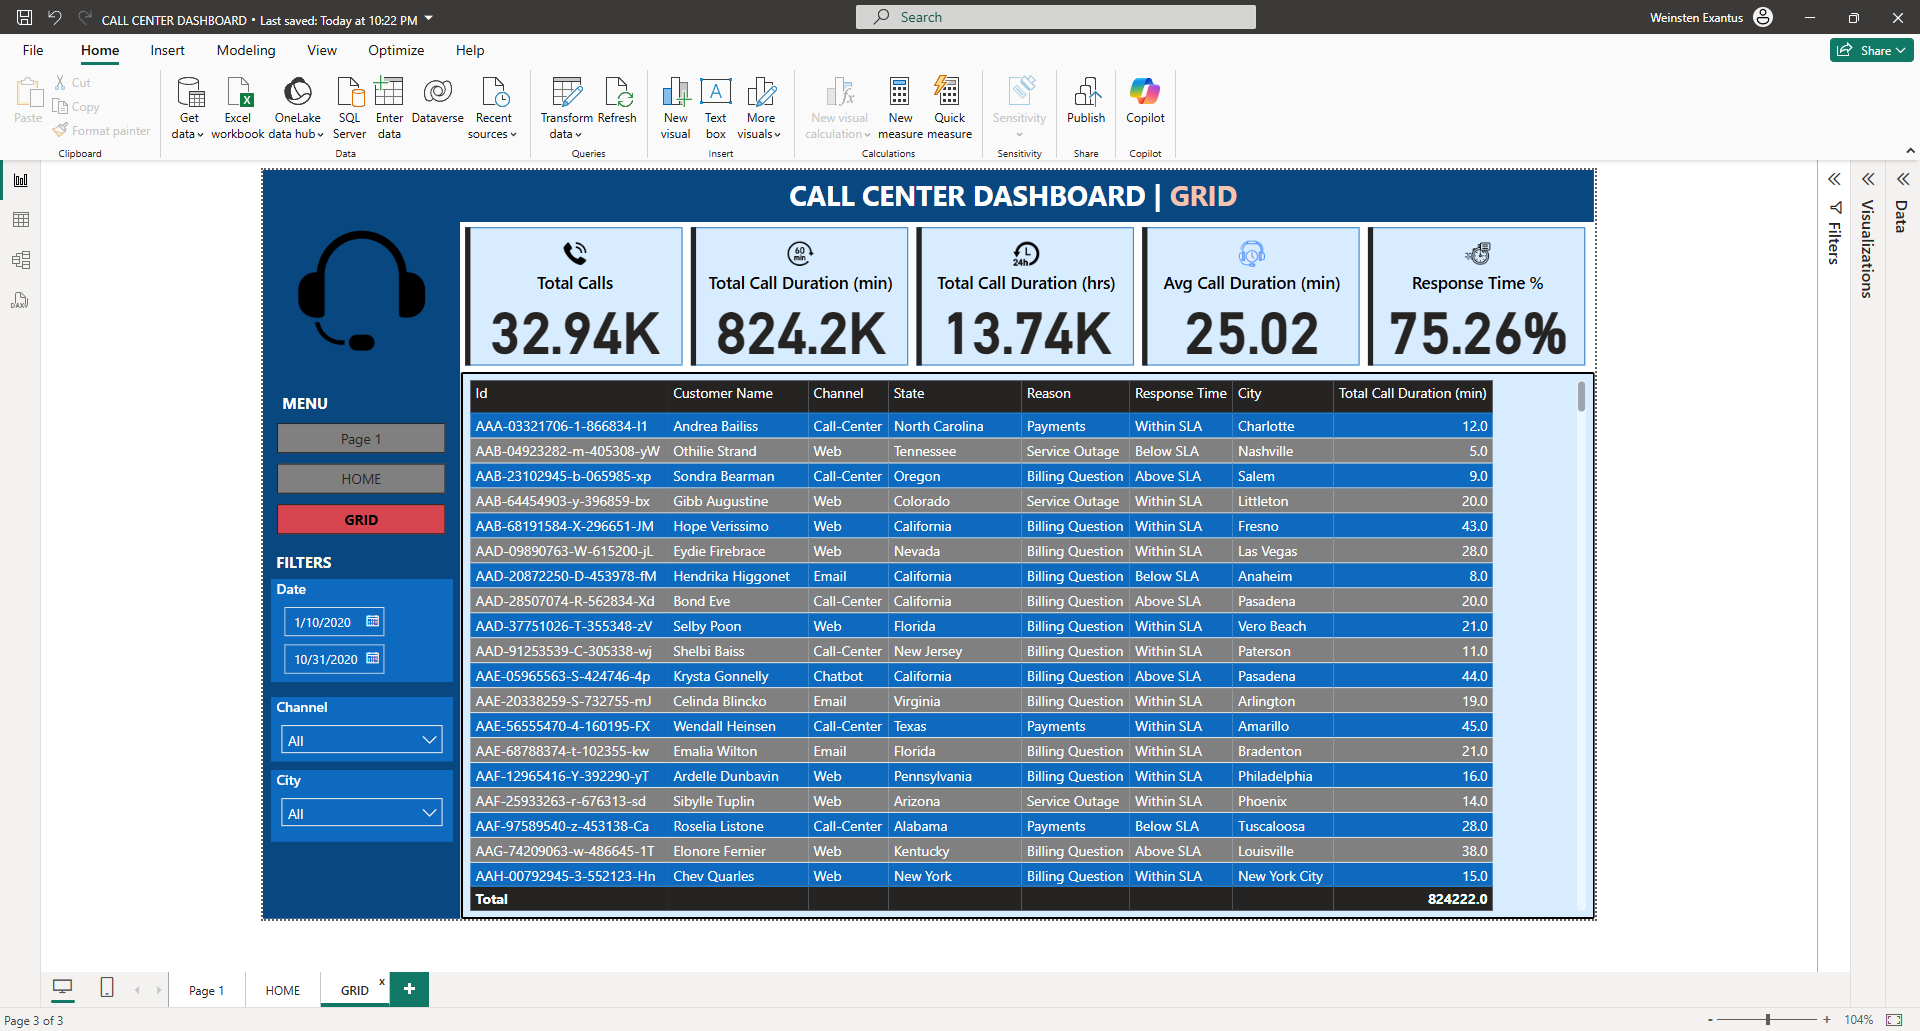 CALL CENTER DASHBOARD • Last saved: Today at 10:22 PM
Search
Weinsten Exantus
File Home Insert Modeling View Optimize Help
Share
Paste
Cut
Copy
Format painter
Clipboard
Get data
Excel workbook
OneLake data hub
SQL Server
Enter data
Dataverse
Recent sources
Data
Transform data
Refresh
Queries
New visual
Text box
More visuals
Insert
New visual calculation
New measure
Quick measure
Calculations
Sensitivity
Sensitivity
Publish
Share
Copilot
Copilot
CALL CENTER DASHBOARD | GRID
Total Calls
32.94K
60 min
Total Call Duration (min)
824.2K
24h
Total Call Duration (hrs)
13.74K
Avg Call Duration (min)
25.02
Response Time %
75.26%
MENU
Page 1
HOME
GRID
FILTERS
Date
1/10/2020
10/31/2020
Channel
All
City
All
Id Customer Name Channel State Reason Response Time City Total Call Duration (min)
AAA-03321706-1-866834-I1 Andrea Bailiss Call-Center North Carolina Payments Within SLA Charlotte 12.0
AAB-04923282-m-405308-yW Othilie Strand Web Tennessee Service Outage Below SLA Nashville 5.0
AAB-23102945-b-065985-xp Sondra Bearman Call-Center Oregon Billing Question Above SLA Salem 9.0
AAB-64454903-y-396859-bx Gibb Augustine Web Colorado Service Outage Within SLA Littleton 20.0
AAB-68191584-X-296651-JM Hope Verissimo Web California Billing Question Within SLA Fresno 43.0
AAD-09890763-W-615200-jL Eydie Firebrace Web Nevada Billing Question Within SLA Las Vegas 28.0
AAD-20872250-D-453978-fM Hendrika Higgonet Email California Billing Question Below SLA Anaheim 8.0
AAD-28507074-R-562834-Xd Bond Eve Call-Center California Billing Question Above SLA Pasadena 20.0
AAD-37751026-T-355348-zV Selby Poon Web Florida Billing Question Within SLA Vero Beach 21.0
AAD-91253539-C-305338-wj Shelbi Baiss Call-Center New Jersey Billing Question Within SLA Paterson 11.0
AAE-05965563-S-424746-4p Krysta Gonnelly Chatbot California Billing Question Above SLA Pasadena 44.0
AAE-20338259-S-732755-mJ Celinda Blincko Email Virginia Billing Question Within SLA Arlington 19.0
AAE-56555470-4-160195-FX Wendall Heinsen Call-Center Texas Payments Within SLA Amarillo 45.0
AAE-68788374-t-102355-kw Emalia Wilton Email Florida Billing Question Within SLA Bradenton 21.0
AAF-12965416-Y-392290-yT Ardelle Dunbavin Web Pennsylvania Billing Question Within SLA Philadelphia 16.0
AAF-25933263-r-676313-sd Sibylle Tuplin Web Arizona Service Outage Within SLA Phoenix 14.0
AAF-97589540-z-453138-Ca Roselia Listone Call-Center Alabama Payments Below SLA Tuscaloosa 28.0
AAG-74209063-w-486645-1T Elonore Fernier Web Kentucky Billing Question Above SLA Louisville 38.0
AAH-00792945-3-552123-Hn Chev Quarles Web New York Billing Question Within SLA New York City 15.0
Total 824222.0
Filters
Visualizations
Data
DAX
Page 1 HOME GRID x +
Page 3 of 3
- + 104%